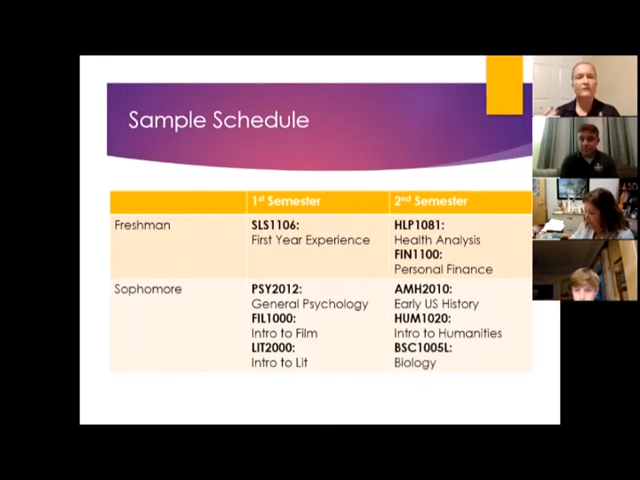 Sample Schedule
1st Semester 2nd Semester
Freshman SLS1106: HLP1081:
First Year Experience Health Analysis
FIN1100:
Personal Finance
Sophomore PSY2012: AMH2010:
General Psychology Early US History
FIL1000: HUM1020:
Intro to Film Intro to Humanities
LIT2000: BSC1005L:
Intro to Lit Biology